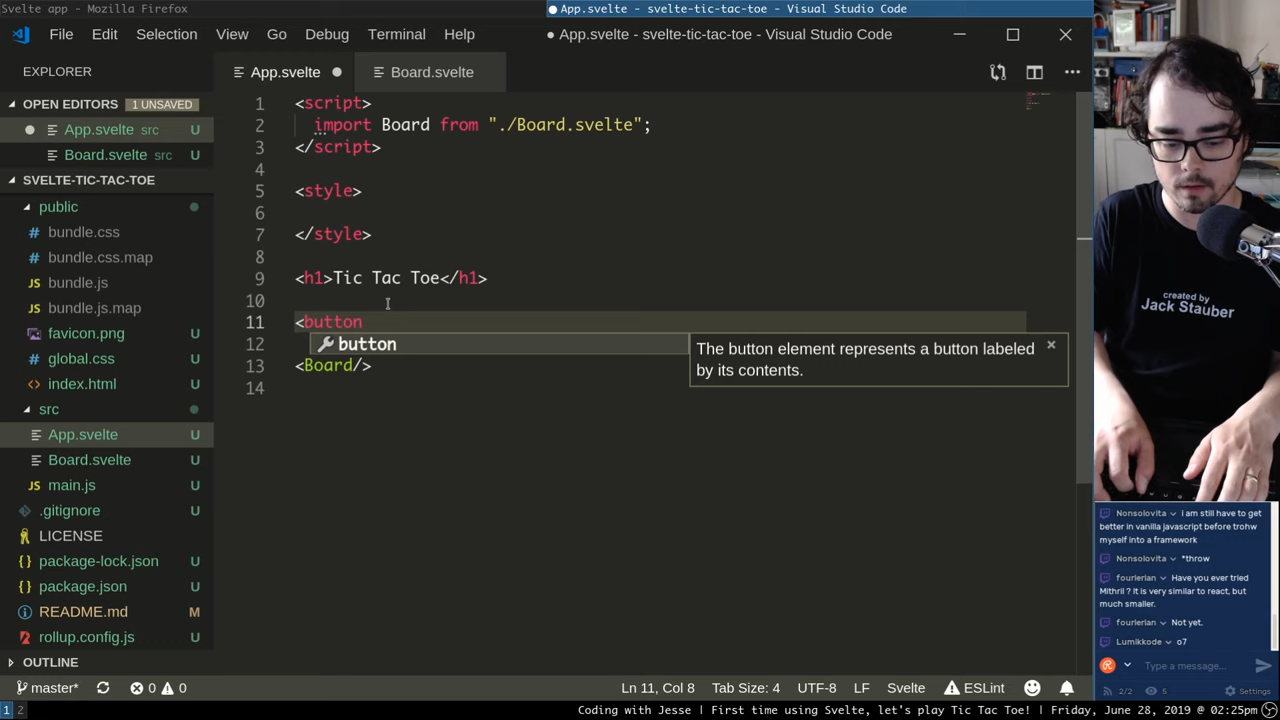 Svelte app - Mozilla Firefox
App.svelte - svelte-tic-tac-toe - Visual Studio Code
File Edit Selection View Go Debug Terminal Help
● App.svelte - svelte-tic-tac-toe - Visual Studio Code
EXPLORER
App.svelte
Board.svelte
OPEN EDITORS 1 UNSAVED
App.svelte src U
Board.svelte src U
SVELTE-TIC-TAC-TOE
public
# bundle.css
# bundle.css.map
JS bundle.js
JS bundle.js.map
favicon.png U
# global.css U
index.html U
src
App.svelte U
Board.svelte U
JS main.js U
.gitignore U
LICENSE U
{} package-lock.json U
{} package.json U
README.md M
rollup.config.js U
OUTLINE
1 <script>
2 import Board from "./Board.svelte";
3 </script>
4
5 <style>
6
7 </style>
8
9 <h1>Tic Tac Toe</h1>
10
11 <button
12 button
The button element represents a button labeled
by its contents.
13 <Board/>
14
created by
Jack Stauber
Nonsolovita i am still have to get
better in vanilla javascript before trohw
myself into a framework
Nonsolovita *throw
fourierian Have you ever tried
Mithril ? It is very similar to react, but
much smaller.
fourierian Not yet.
Lumikkode o7
Type a message...
2/2 5 Settings
master* 0 0 Ln 11, Col 8 Tab Size: 4 UTF-8 LF Svelte ESLint
1 2 Coding with Jesse | First time using Svelte, let's play Tic Tac Toe! | Friday, June 28, 2019 @ 02:25pm